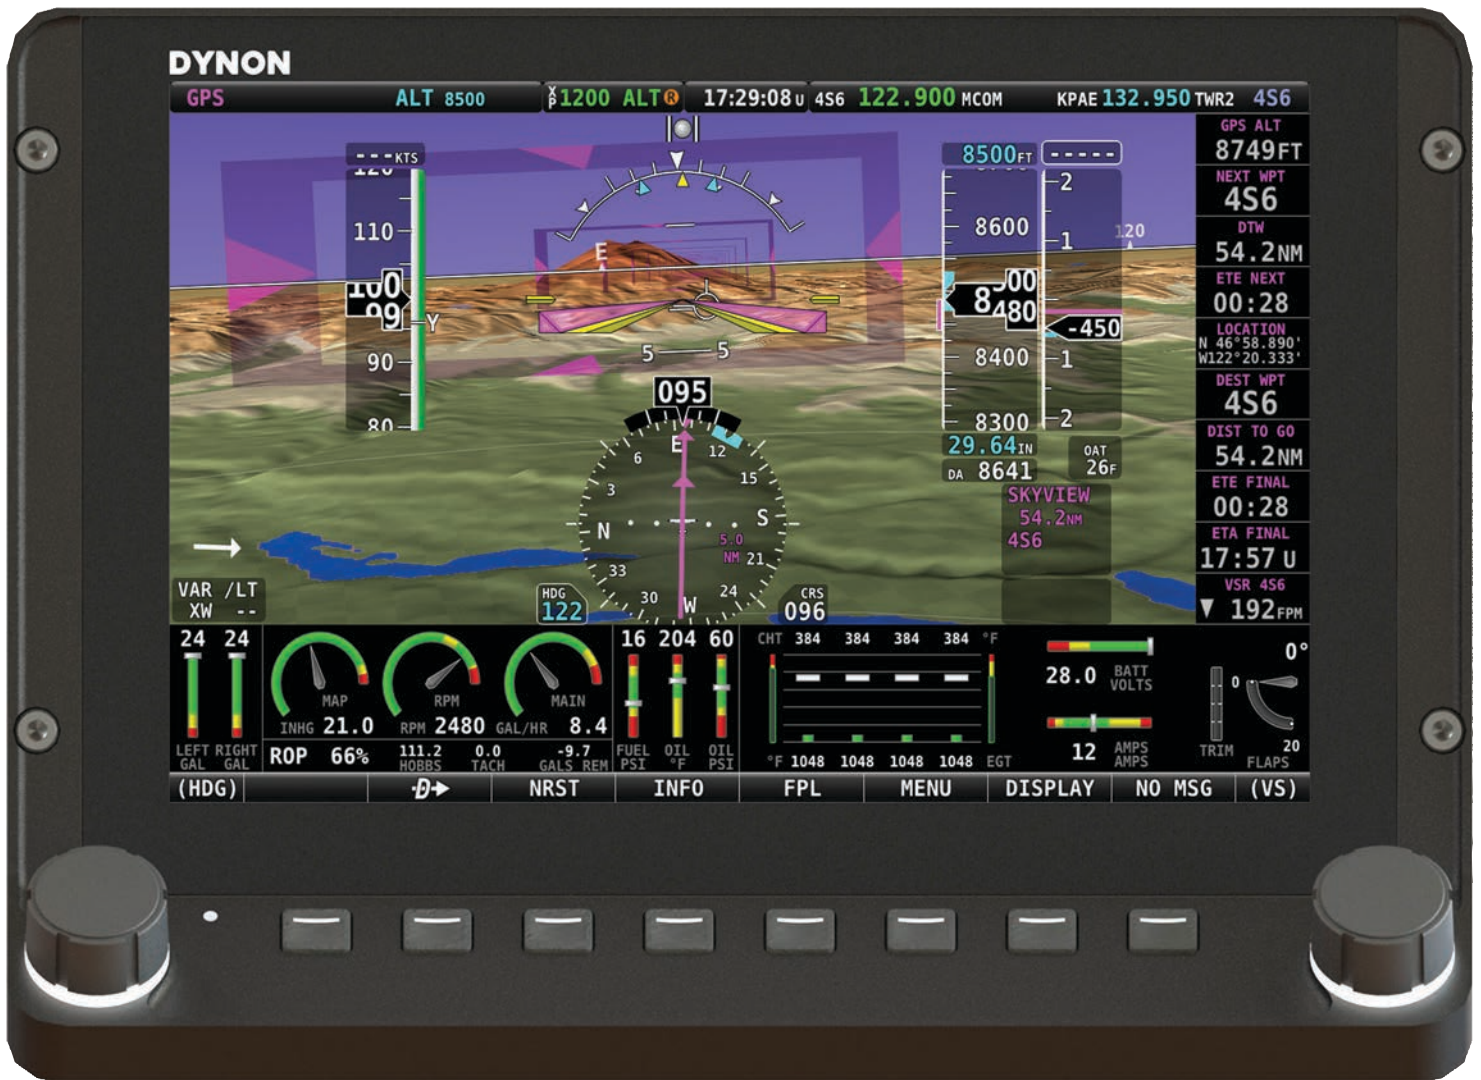 DYNON
GPS ALT 8500 XP 1200 ALT R 17:29:08 U 4S6 122.900 MCOM KPAE 132.950 TWR2 4S6
GPS ALT
8749FT
NEXT WPT
4S6
DTW
54.2NM
ETE NEXT
00:28
LOCATION
N 46°58.890'
W122°20.333'
DEST WPT
4S6
DIST TO GO
54.2NM
ETE FINAL
00:28
ETA FINAL
17:57 U
VSR 4S6
192FPM
---KTS
120
110
100
99
Y
90
80
E
5 5
8500FT
-----
8600
8400
8300
2
1
-450
1
2
120
29.64IN
DA 8641
OAT
26F
SKYVIEW
54.2NM
4S6
095
E
12
15
S
21
24
W
30
33
N
3
6
5.0
NM
HDG
122
CRS
096
VAR /LT
XW --
24 24
LEFT RIGHT
GAL GAL
MAP
INHG 21.0
RPM
RPM 2480
MAIN
GAL/HR 8.4
ROP 66%
111.2 0.0 -9.7
HOBBS TACH GALS REM
16 204 60
FUEL OIL OIL
PSI °F PSI
CHT 384 384 384 384 °F
°F 1048 1048 1048 1048 EGT
28.0 BATT
VOLTS
12 AMPS
AMPS
TRIM
0°
0
20
FLAPS
(HDG) D NRST INFO FPL MENU DISPLAY NO MSG (VS)